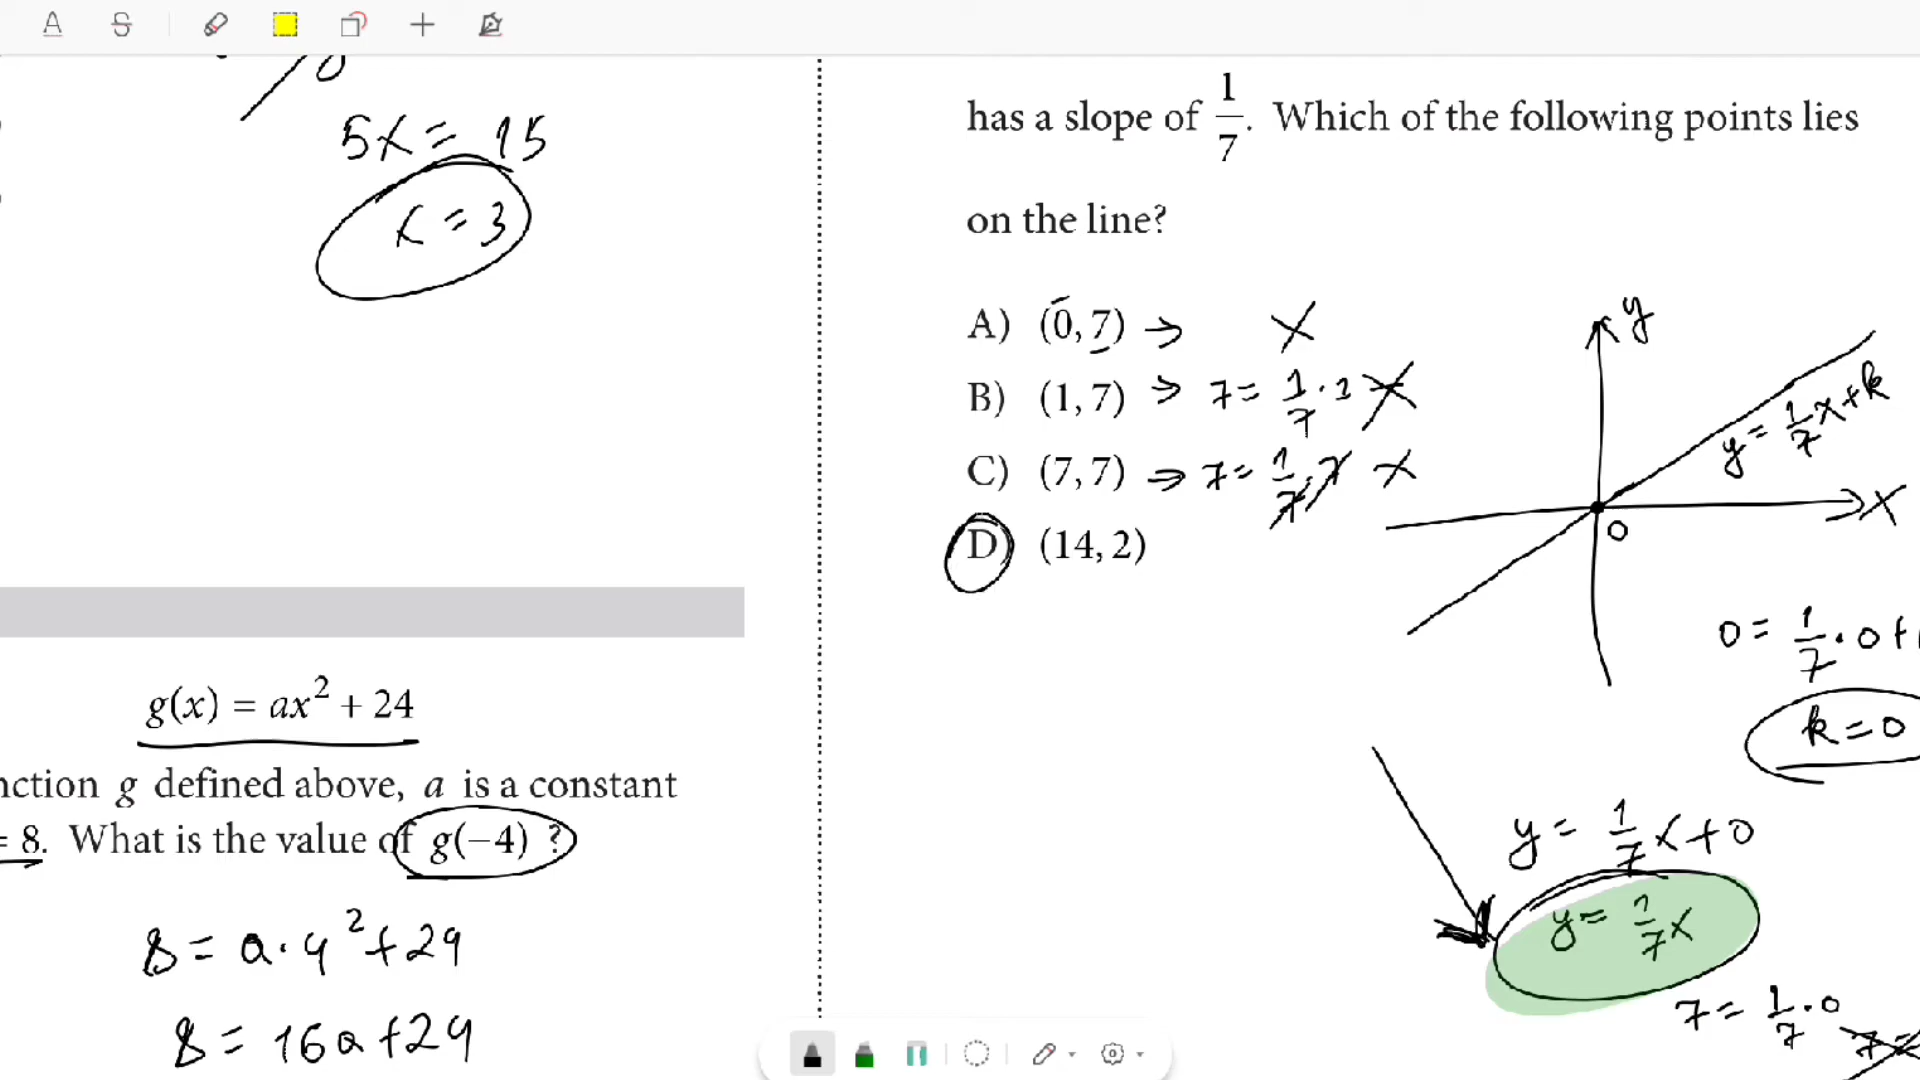 5x = 15
x = 3
g(x) = ax² + 24
nction g defined above, a is a constant
= 8. What is the value of g(−4) ?
8 = a · 4² + 24
8 = 16a + 24
has a slope of 1/7. Which of the following points lies
on the line?
A) (0, 7) → X
B) (1, 7) ⇒ 7 = 1/7 · 1 X
C) (7, 7) ⇒ 7 = 1/7 · 7 X
D) (14, 2)
y
y = 1/7 x + k
x
0
0 = 1/7 · 0 +
k = 0
y = 1/7 x + 0
y = 1/7 x
7 = 1/7 · 0